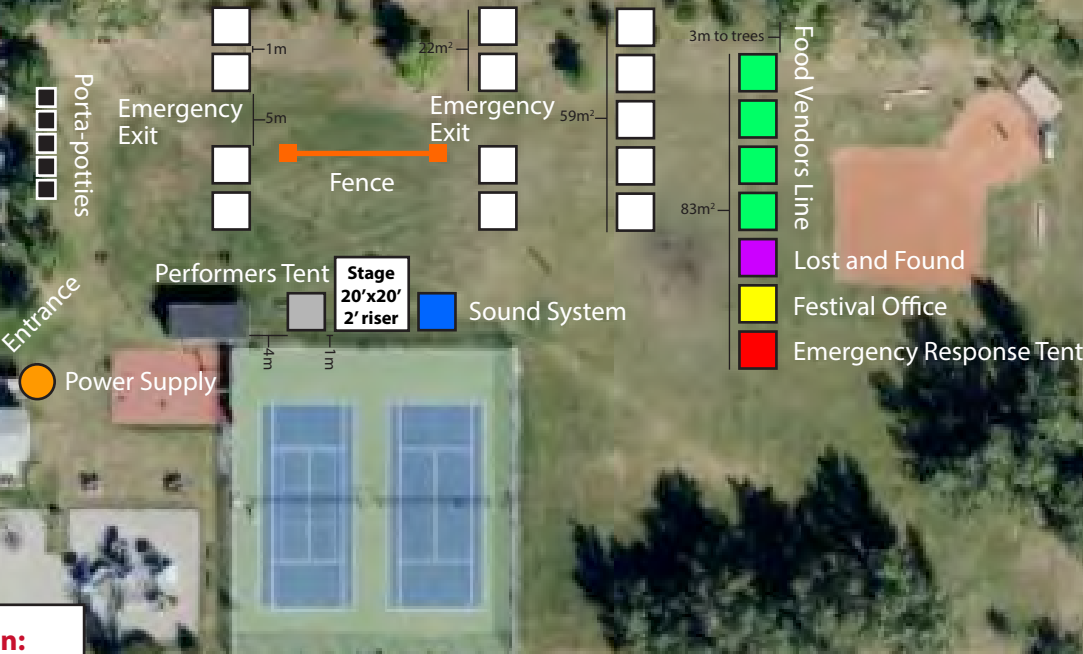 1m
22m²
3m to trees
Food Vendors Line
Porta-potties
Emergency
Exit
5m
Emergency
Exit
59m²
Fence
83m²
Performers Tent
Stage
20'x20'
2' riser
Sound System
Lost and Found
Festival Office
Emergency Response Tent
Entrance
4m
1m
Power Supply
n: